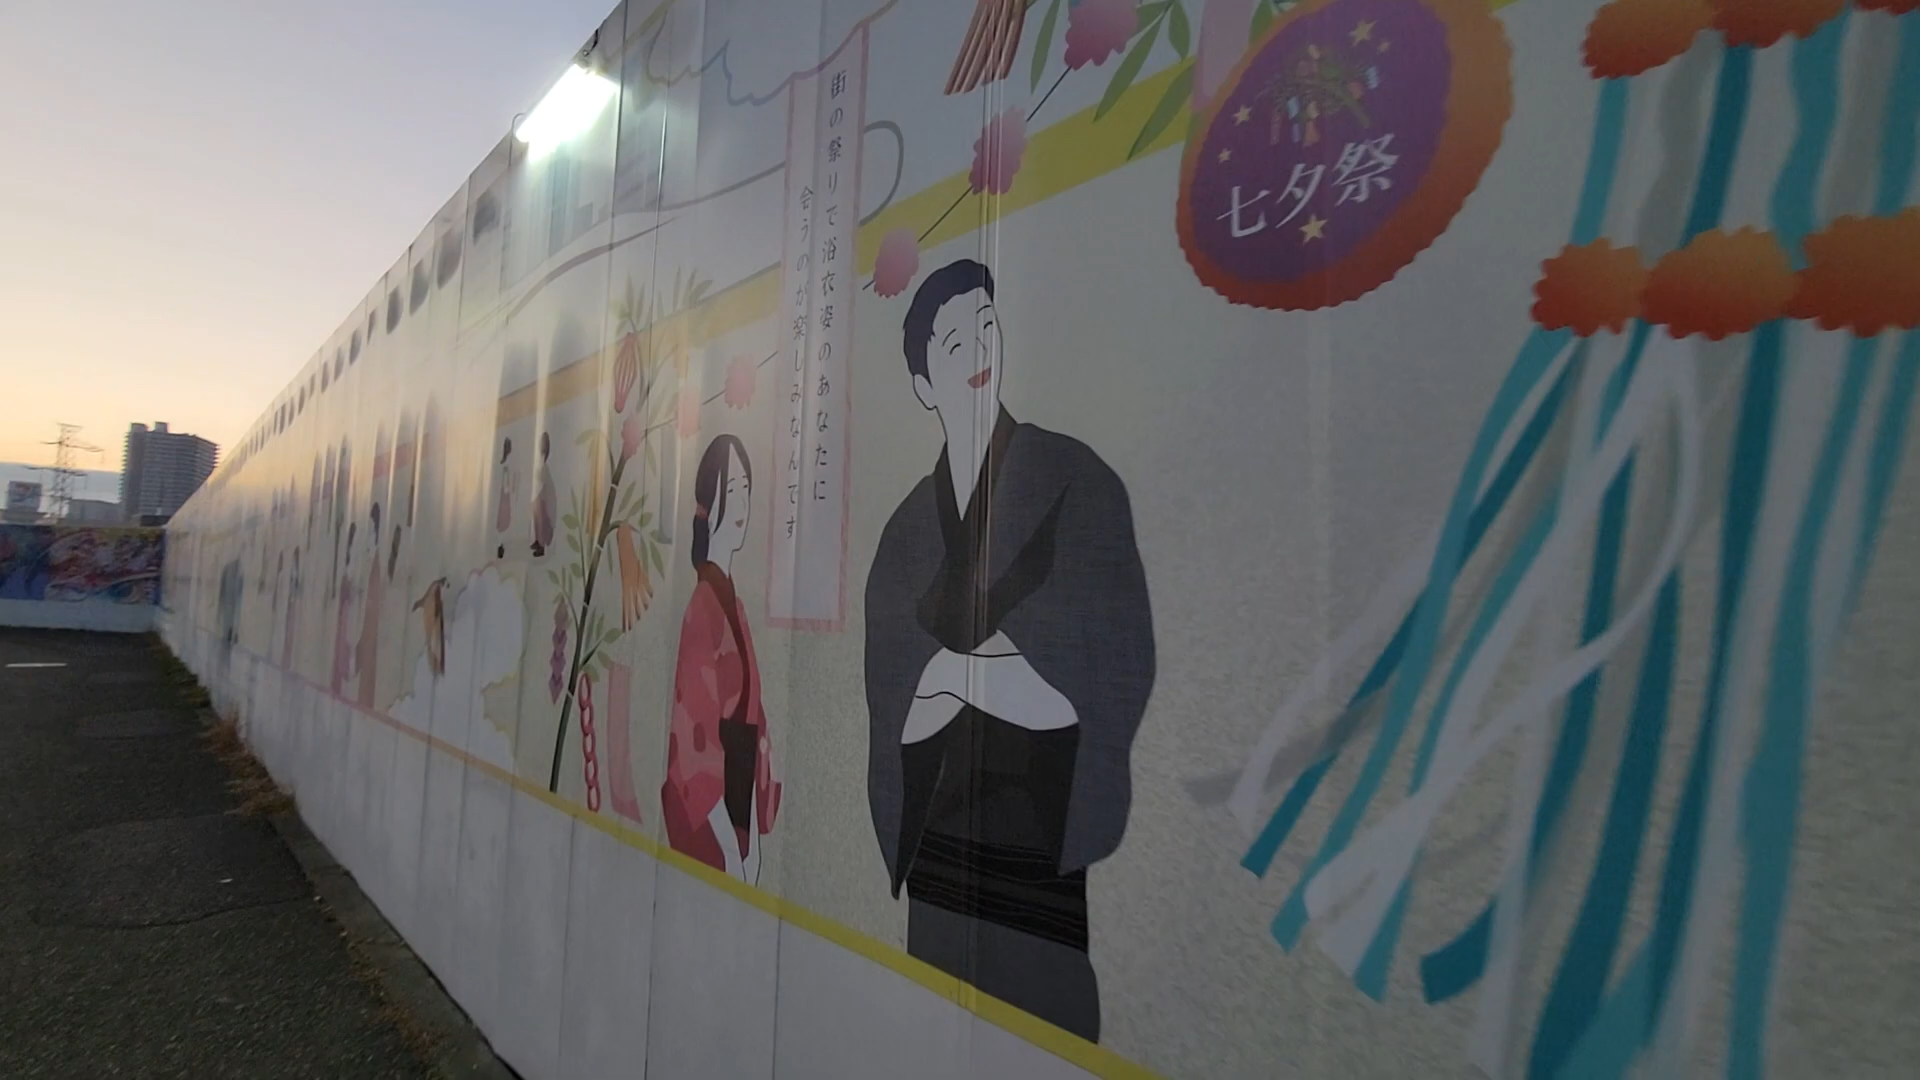 街の祭りで浴衣姿のあなたに
会うのが楽しみなんです
七夕祭